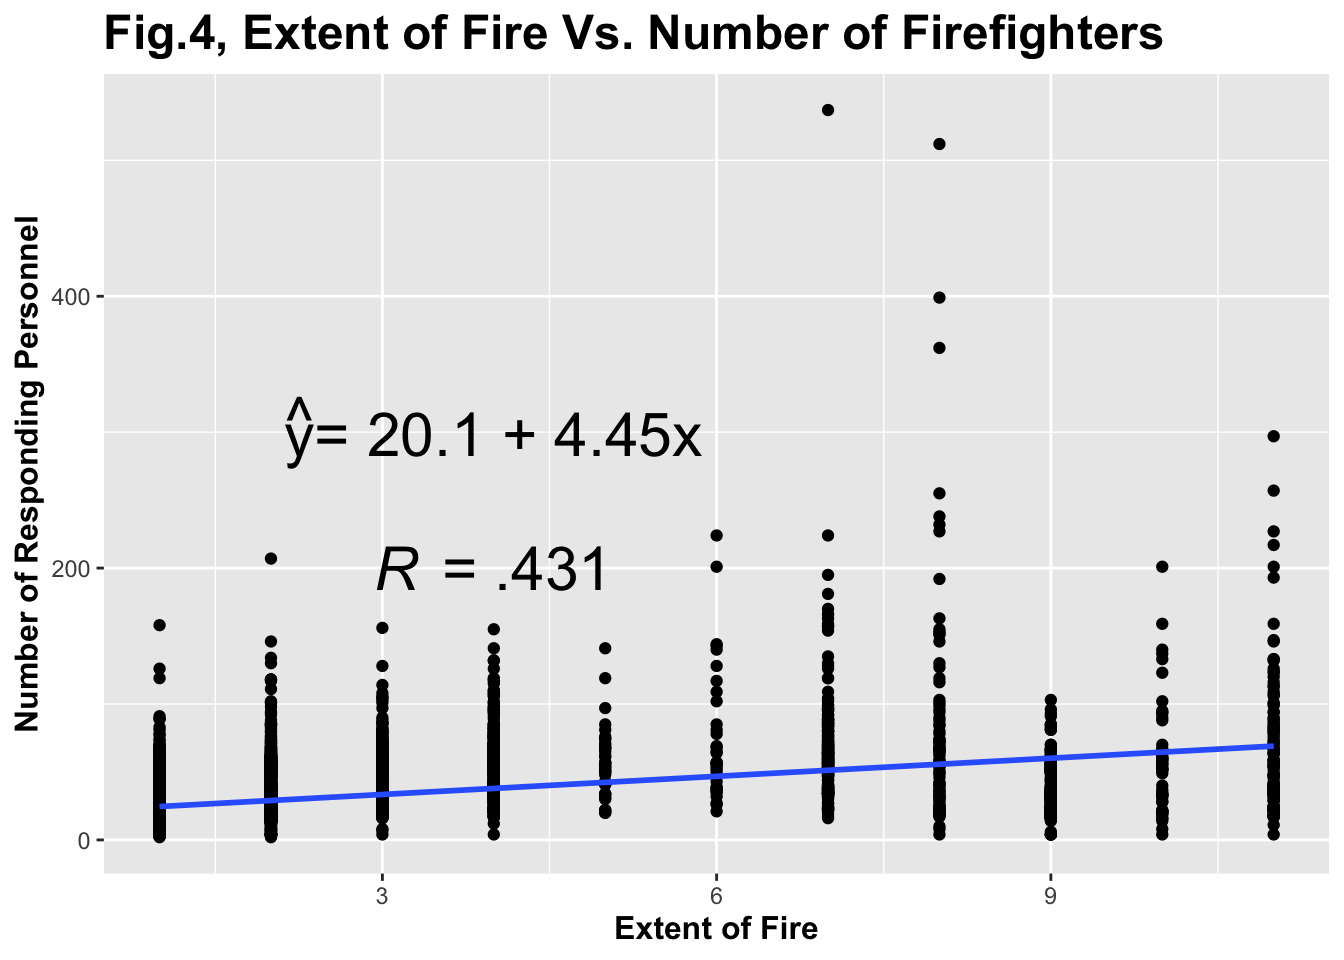 Fig.4, Extent of Fire Vs. Number of Firefighters
Number of Responding Personnel
400
200
0
ŷ= 20.1 + 4.45x
R = .431
3 6 9
Extent of Fire